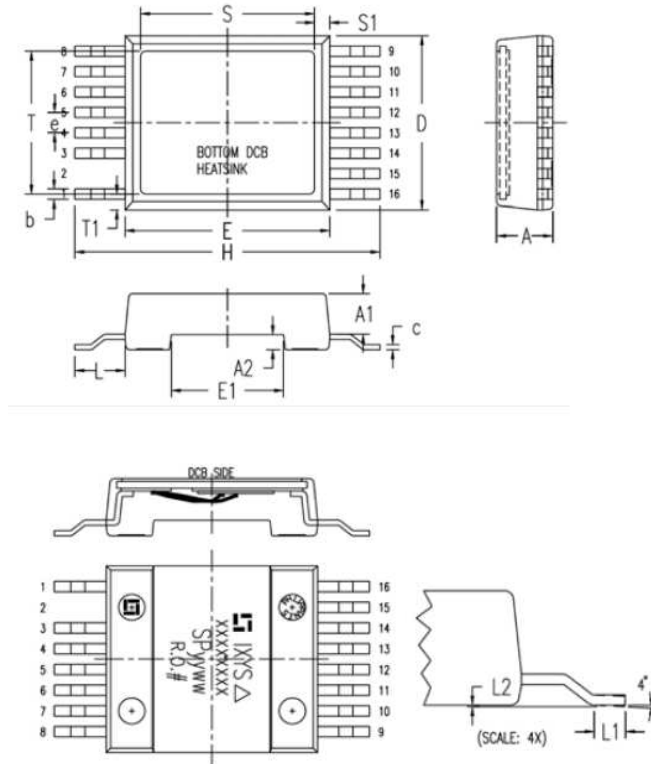 S
S1
8
7
6
5
4
3
2
1
9
10
11
12
13
14
15
16
T
e
b
T1
BOTTOM DCB
HEATSINK
D
E
H
A
A1
A2
c
L
E1
DCB SIDE
1
2
3
4
5
6
7
8
16
15
14
13
12
11
10
9
IXYS
XXXXXXXX
SPyyww
R.O.#
L2
L1
4°
(SCALE: 4X)